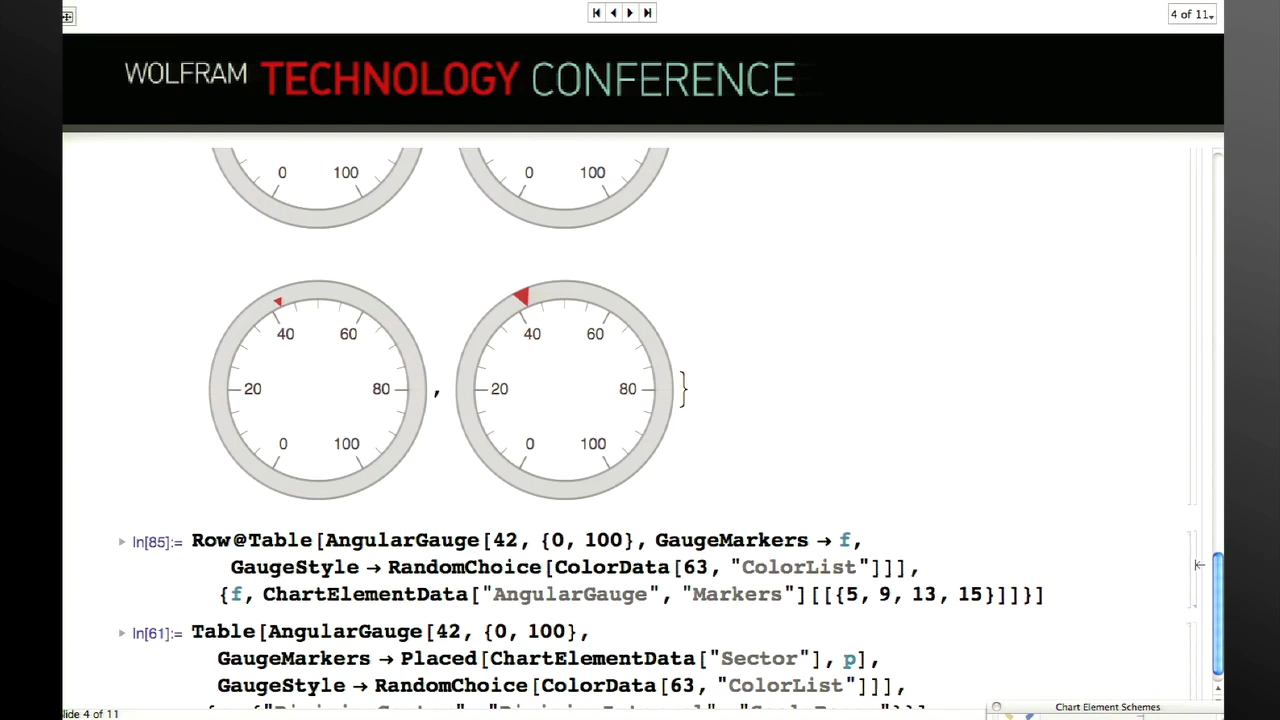 4 of 11
WOLFRAM TECHNOLOGY CONFERENCE
0 100 0 100
40 60 40 60
20 80 , 20 80 }
0 100 0 100
In[85]:= Row@Table[AngularGauge[42, {0, 100}, GaugeMarkers → f,
GaugeStyle → RandomChoice[ColorData[63, "ColorList"]]],
{f, ChartElementData["AngularGauge", "Markers"][[{5, 9, 13, 15}]]}]
In[61]:= Table[AngularGauge[42, {0, 100},
GaugeMarkers → Placed[ChartElementData["Sector"], p],
GaugeStyle → RandomChoice[ColorData[63, "ColorList"]]],
Slide 4 of 11
Chart Element Schemes